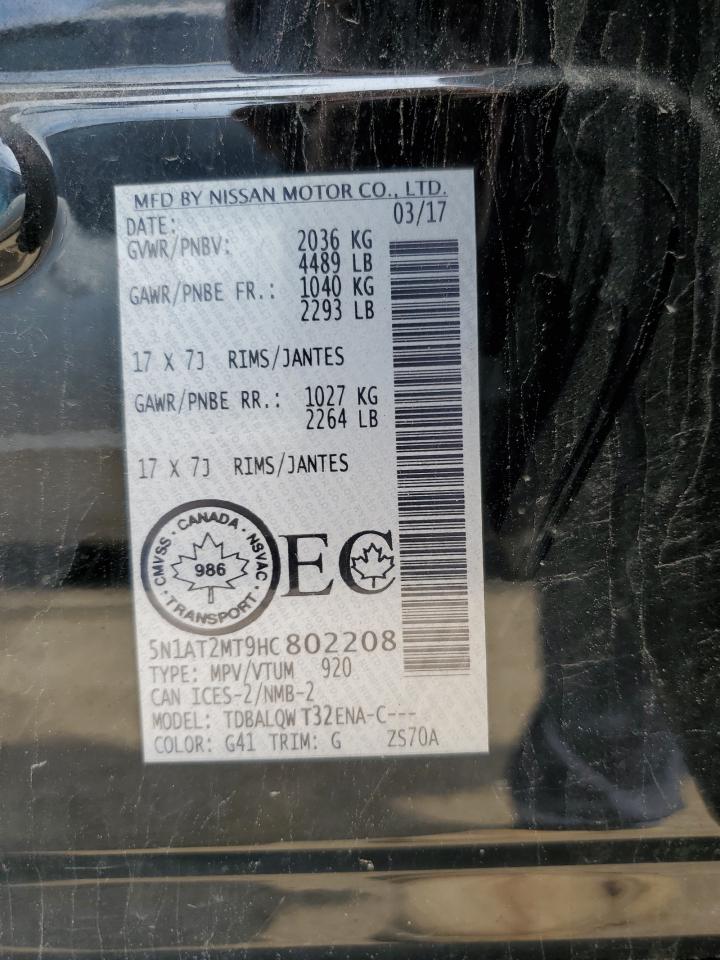 MFD BY NISSAN MOTOR CO., LTD.
DATE: 03/17
GVWR/PNBV: 2036 KG
4489 LB
GAWR/PNBE FR.: 1040 KG
2293 LB
17 X 7J RIMS/JANTES
GAWR/PNBE RR.: 1027 KG
2264 LB
17 X 7J RIMS/JANTES
CMVSS · CANADA · NSVAC
986
· TRANSPORT ·
EC
5N1AT2MT9HC802208
TYPE: MPV/VTUM 920
CAN ICES-2/NMB-2
MODEL: TDBALQW T32ENA-C---
COLOR: G41 TRIM: G ZS70A